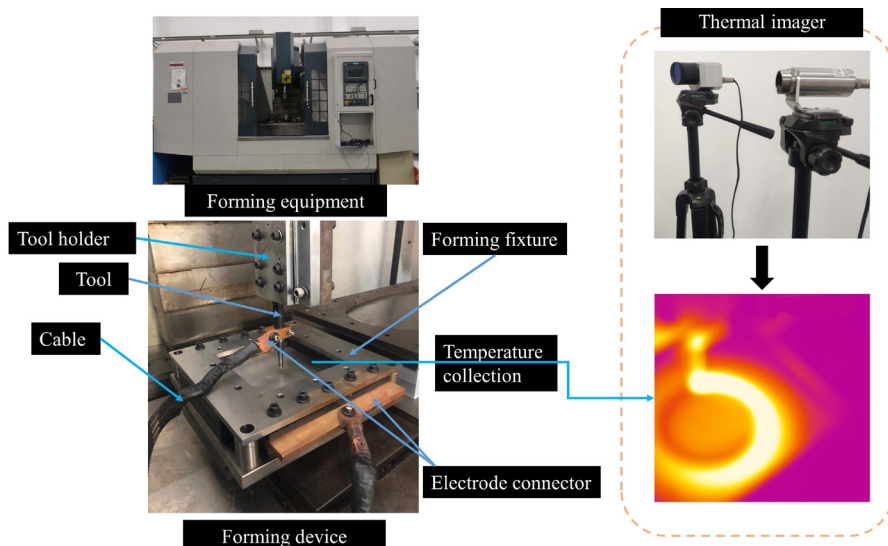 Thermal imager
Forming equipment
Tool holder
Forming fixture
Tool
Cable
Temperature
collection
Electrode connector
Forming device